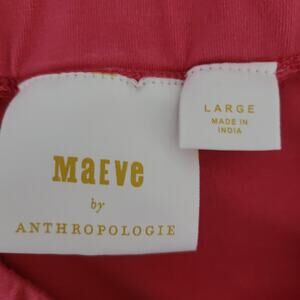 MaEve
by
ANTHROPOLOGIE
LARGE
MADE IN
INDIA